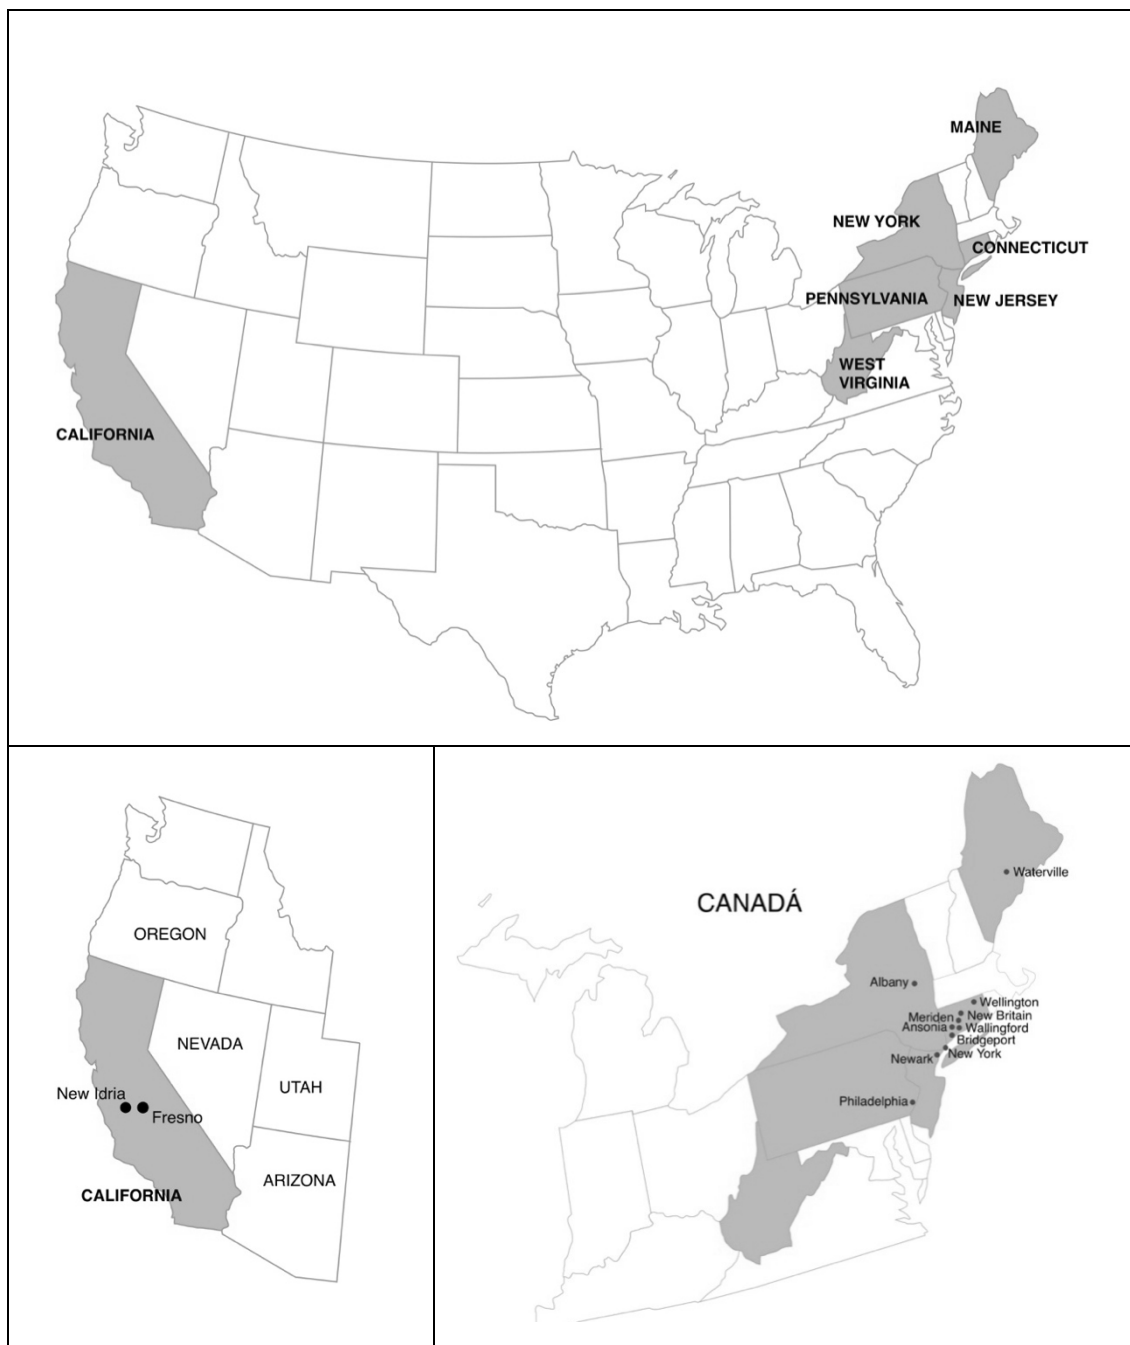 MAINE
NEW YORK
CONNECTICUT
PENNSYLVANIA
NEW JERSEY
WEST
VIRGINIA
CALIFORNIA
OREGON
NEVADA
UTAH
New Idria
Fresno
ARIZONA
CALIFORNIA
Waterville
CANADÁ
Albany
Wellington
New Britain
Meriden
Ansonia
Wallingford
Bridgeport
New York
Newark
Philadelphia